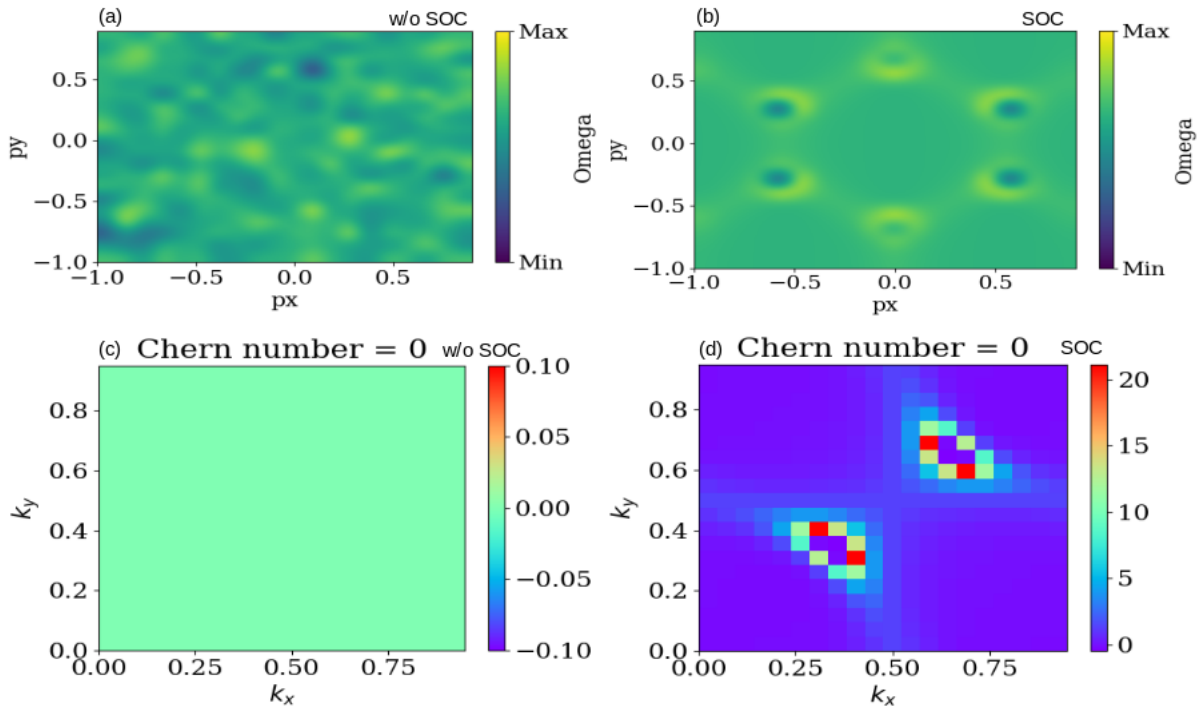 (a)
w/o SOC
Max
0.5
0.0
−0.5
−1.0
py
−1.0
−0.5
0.0
0.5
px
Min
Omega
(b)
SOC
Max
0.5
0.0
−0.5
−1.0
py
−1.0
−0.5
0.0
0.5
px
Min
Omega
(c) Chern number = 0 w/o SOC
0.8
0.6
0.4
0.2
0.0
k_y
0.00
0.25
0.50
0.75
k_x
0.10
0.05
0.00
−0.05
−0.10
(d) Chern number = 0 SOC
0.8
0.6
0.4
0.2
0.0
k_y
0.00
0.25
0.50
0.75
k_x
20
15
10
5
0